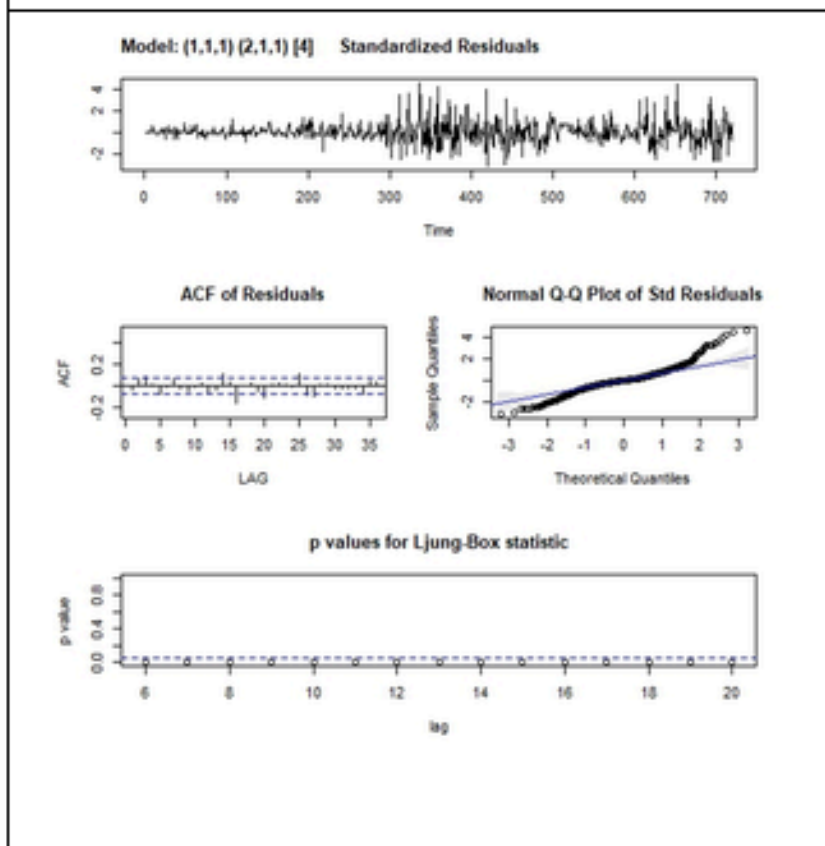 Model: (1,1,1) (2,1,1) [4] Standardized Residuals
4
2
-2
0 100 200 300 400 500 600 700
Time
ACF of Residuals
ACF
0.2
-0.2
0 5 10 15 20 25 30 35
LAG
Normal Q-Q Plot of Std Residuals
Sample Quantiles
4
2
-2
-3 -2 -1 0 1 2 3
Theoretical Quantiles
p values for Ljung-Box statistic
p value
0.8
0.4
0.0
6 8 10 12 14 16 18 20
lag